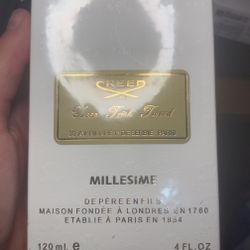 CREED
MILLESIME
DE PÈRE EN FILS
MAISON FONDÉE À LONDRES EN 1760
ETABLIE À PARIS EN 1854
120 ml. e
4 FL.OZ